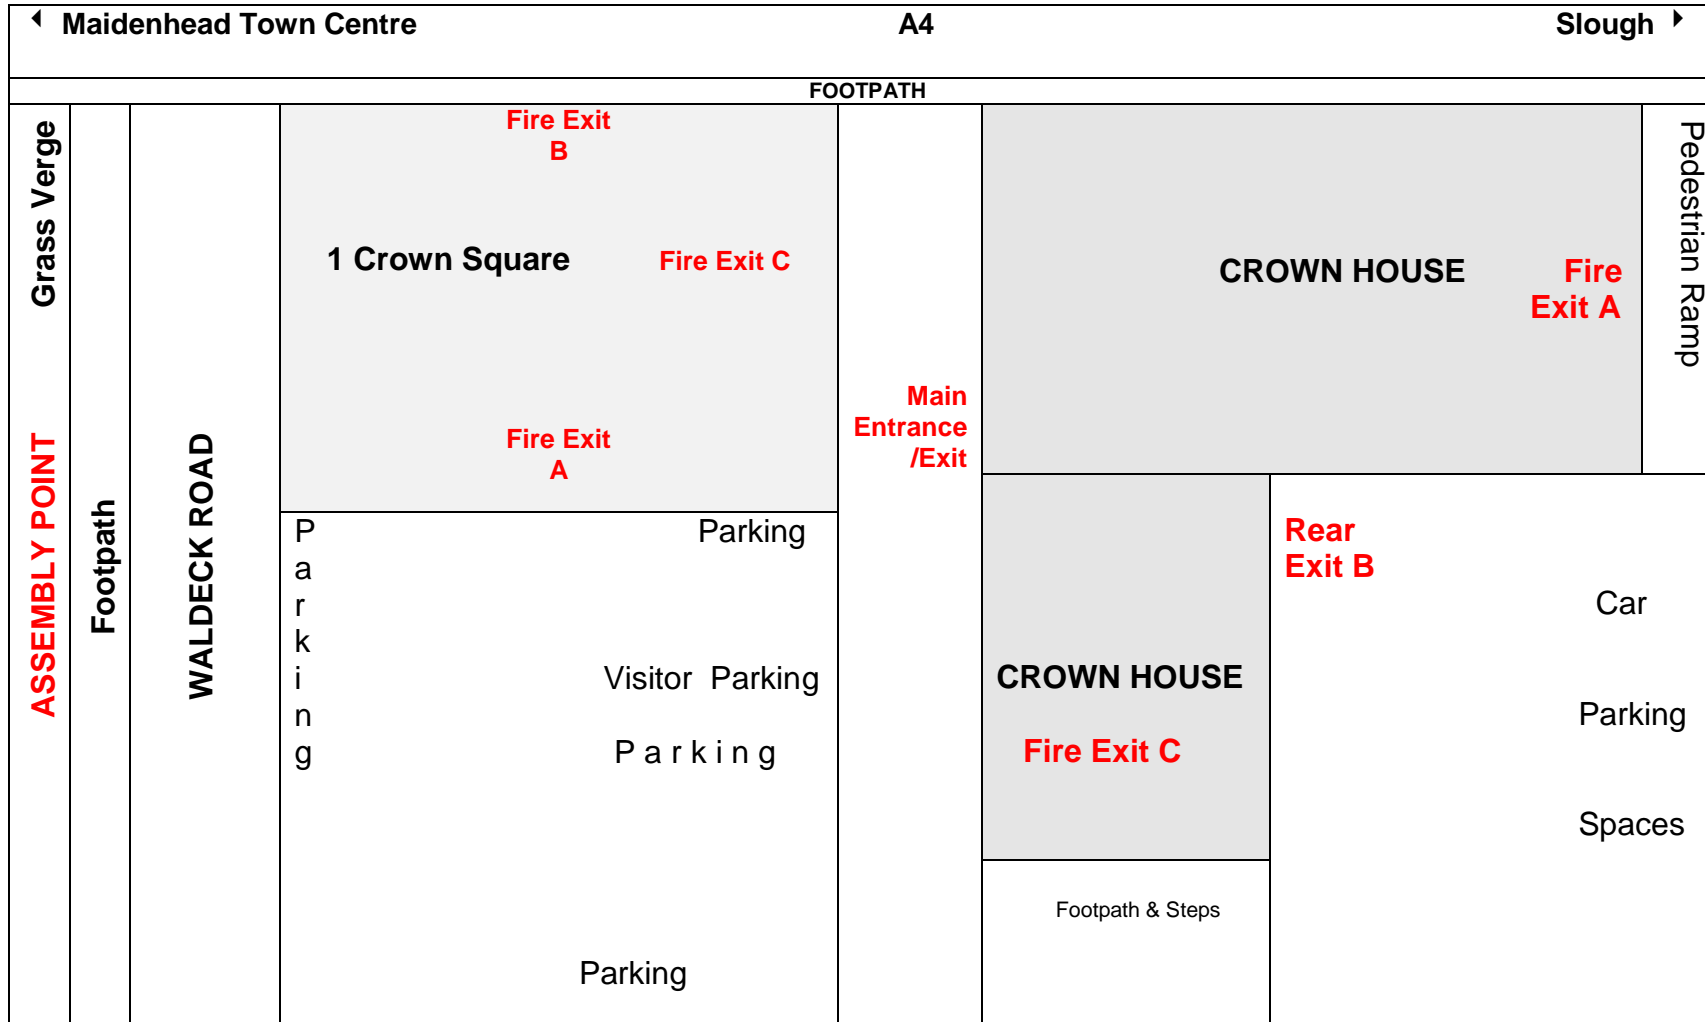 Maidenhead Town Centre A4 Slough
FOOTPATH
Grass Verge
ASSEMBLY POINT
Footpath
WALDECK ROAD
Fire Exit
B
1 Crown Square Fire Exit C
Fire Exit
A
Main
Entrance
/Exit
CROWN HOUSE Fire
Exit A
Pedestrian Ramp
Parking
Parking
Visitor Parking
P a r k i n g
Parking
CROWN HOUSE
Fire Exit C
Footpath & Steps
Rear
Exit B
Car
Parking
Spaces